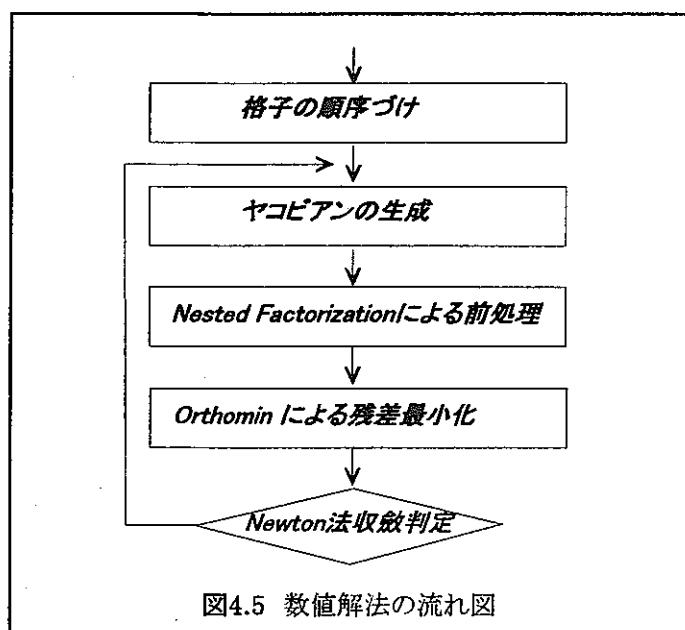 格子の順序づけ
ヤコビアンの生成
Nested Factorizationによる前処理
Orthomin による残差最小化
Newton法収斂判定
図4.5 数値解法の流れ図